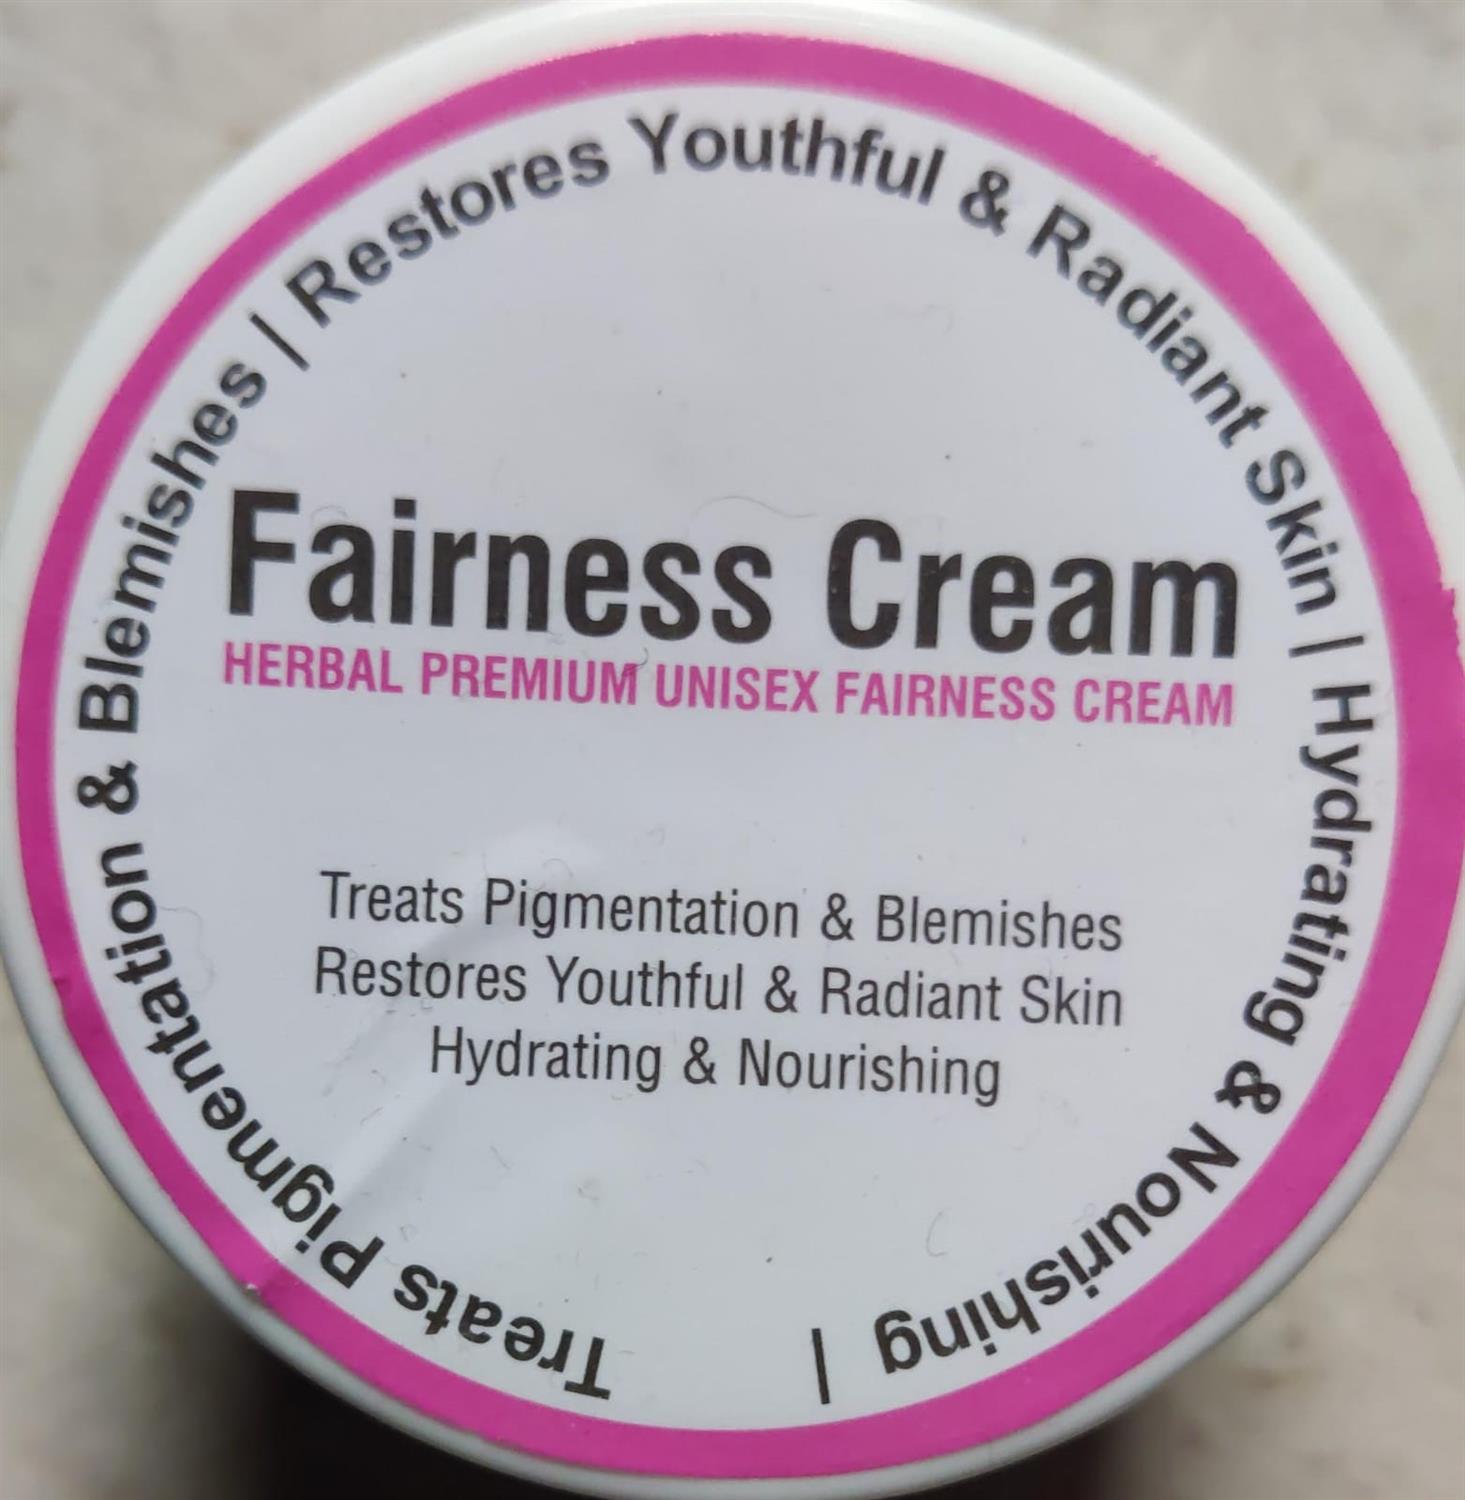 Treats Pigmentation & Blemishes | Restores Youthful & Radiant Skin | Hydrating & Nourishing |
Fairness Cream
HERBAL PREMIUM UNISEX FAIRNESS CREAM
Treats Pigmentation & Blemishes
Restores Youthful & Radiant Skin
Hydrating & Nourishing